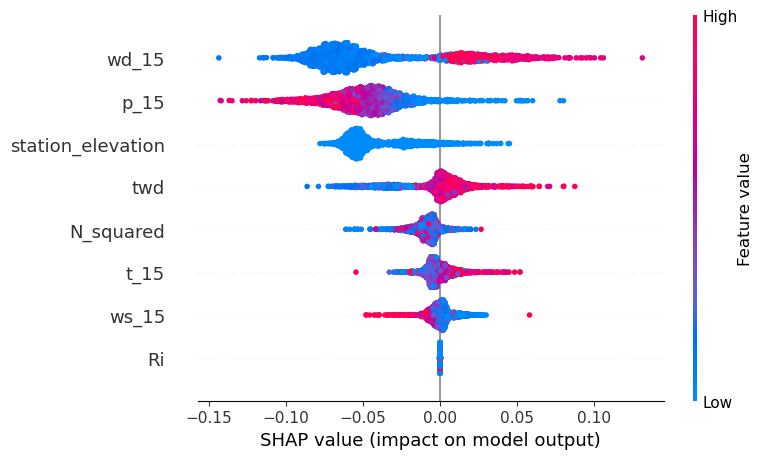 High
wd_15
p_15
station_elevation
twd
N_squared
t_15
ws_15
Ri
Feature value
Low
−0.15 −0.10 −0.05 0.00 0.05 0.10
SHAP value (impact on model output)